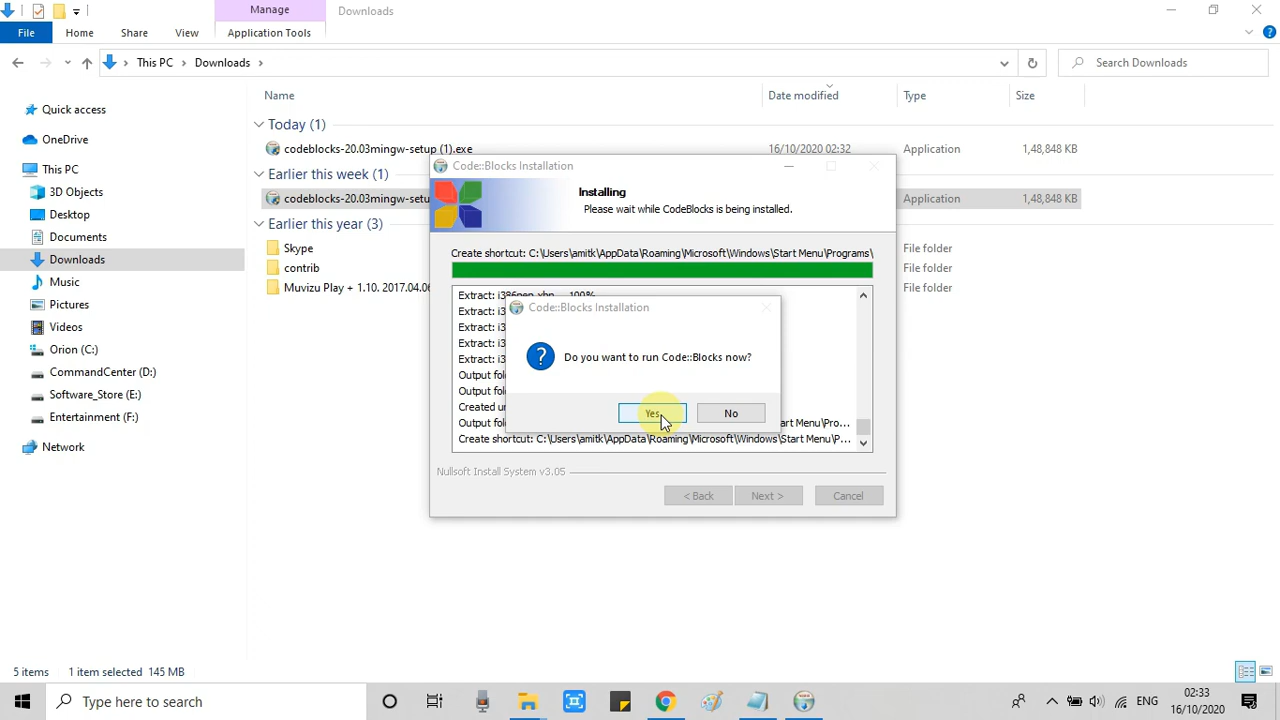 Manage
Downloads
File
Home
Share
View
Application Tools
This PC
Downloads
Search Downloads
Name
Date modified
Type
Size
Quick access
OneDrive
This PC
3D Objects
Desktop
Documents
Downloads
Music
Pictures
Videos
Orion (C:)
CommandCenter (D:)
Software_Store (E:)
Entertainment (F:)
Network
Today (1)
codeblocks-20.03mingw-setup (1).exe
16/10/2020 02:32
Application
1,48,848 KB
Earlier this week (1)
codeblocks-20.03mingw-setu
Application
1,48,848 KB
Earlier this year (3)
Skype
File folder
contrib
File folder
Muvizu Play + 1.10. 2017.04.06
File folder
Code::Blocks Installation
Installing
Please wait while CodeBlocks is being installed.
Create shortcut: C:\Users\amitk\AppData\Roaming\Microsoft\Windows\Start Menu\Programs\
Extract:
Extract: i3
Extract: i3
Extract: i3
Extract: i3
Output fol
Output fol
Created un
Output fol
art Menu\Pro...
Create shortcut: C:\Users\amitk\AppData\Roaming\Microsoft\Windows\Start Menu\P...
Code::Blocks Installation
Do you want to run Code::Blocks now?
Yes
No
Nullsoft Install System v3.05
< Back
Next >
Cancel
5 items
1 item selected 145 MB
Type here to search
ENG
02:33
16/10/2020